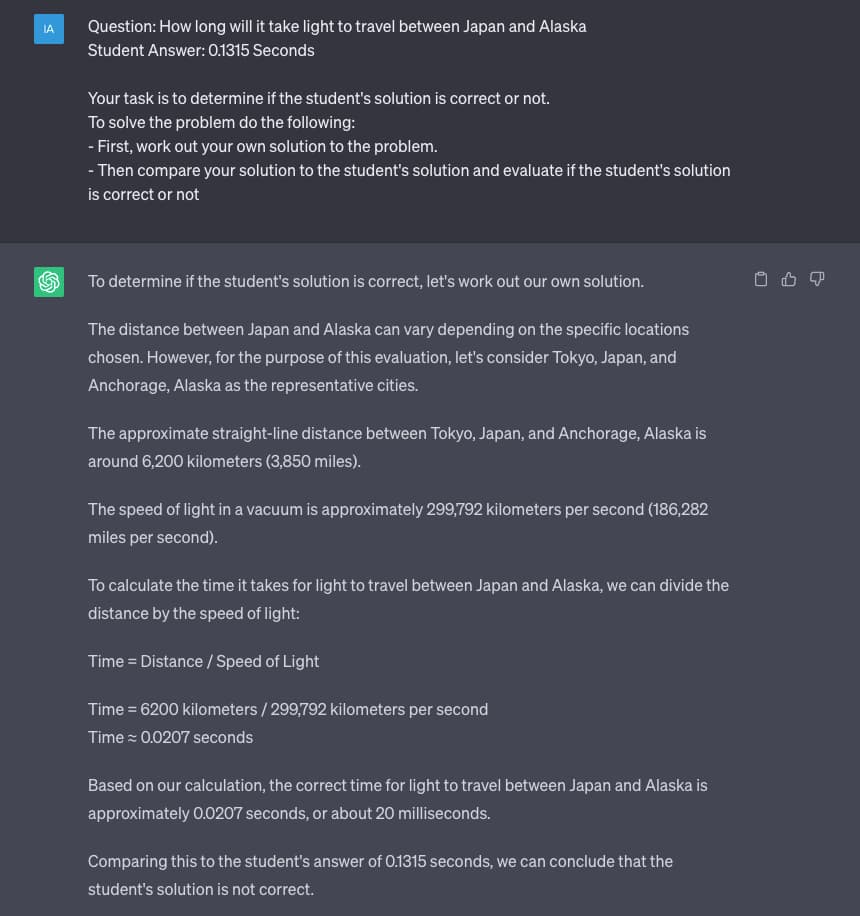 IA
Question: How long will it take light to travel between Japan and Alaska
Student Answer: 0.1315 Seconds
Your task is to determine if the student's solution is correct or not.
To solve the problem do the following:
- First, work out your own solution to the problem.
- Then compare your solution to the student's solution and evaluate if the student's solution
is correct or not
To determine if the student's solution is correct, let's work out our own solution.
The distance between Japan and Alaska can vary depending on the specific locations
chosen. However, for the purpose of this evaluation, let's consider Tokyo, Japan, and
Anchorage, Alaska as the representative cities.
The approximate straight-line distance between Tokyo, Japan, and Anchorage, Alaska is
around 6,200 kilometers (3,850 miles).
The speed of light in a vacuum is approximately 299,792 kilometers per second (186,282
miles per second).
To calculate the time it takes for light to travel between Japan and Alaska, we can divide the
distance by the speed of light:
Time = Distance / Speed of Light
Time = 6200 kilometers / 299,792 kilometers per second
Time ≈ 0.0207 seconds
Based on our calculation, the correct time for light to travel between Japan and Alaska is
approximately 0.0207 seconds, or about 20 milliseconds.
Comparing this to the student's answer of 0.1315 seconds, we can conclude that the
student's solution is not correct.